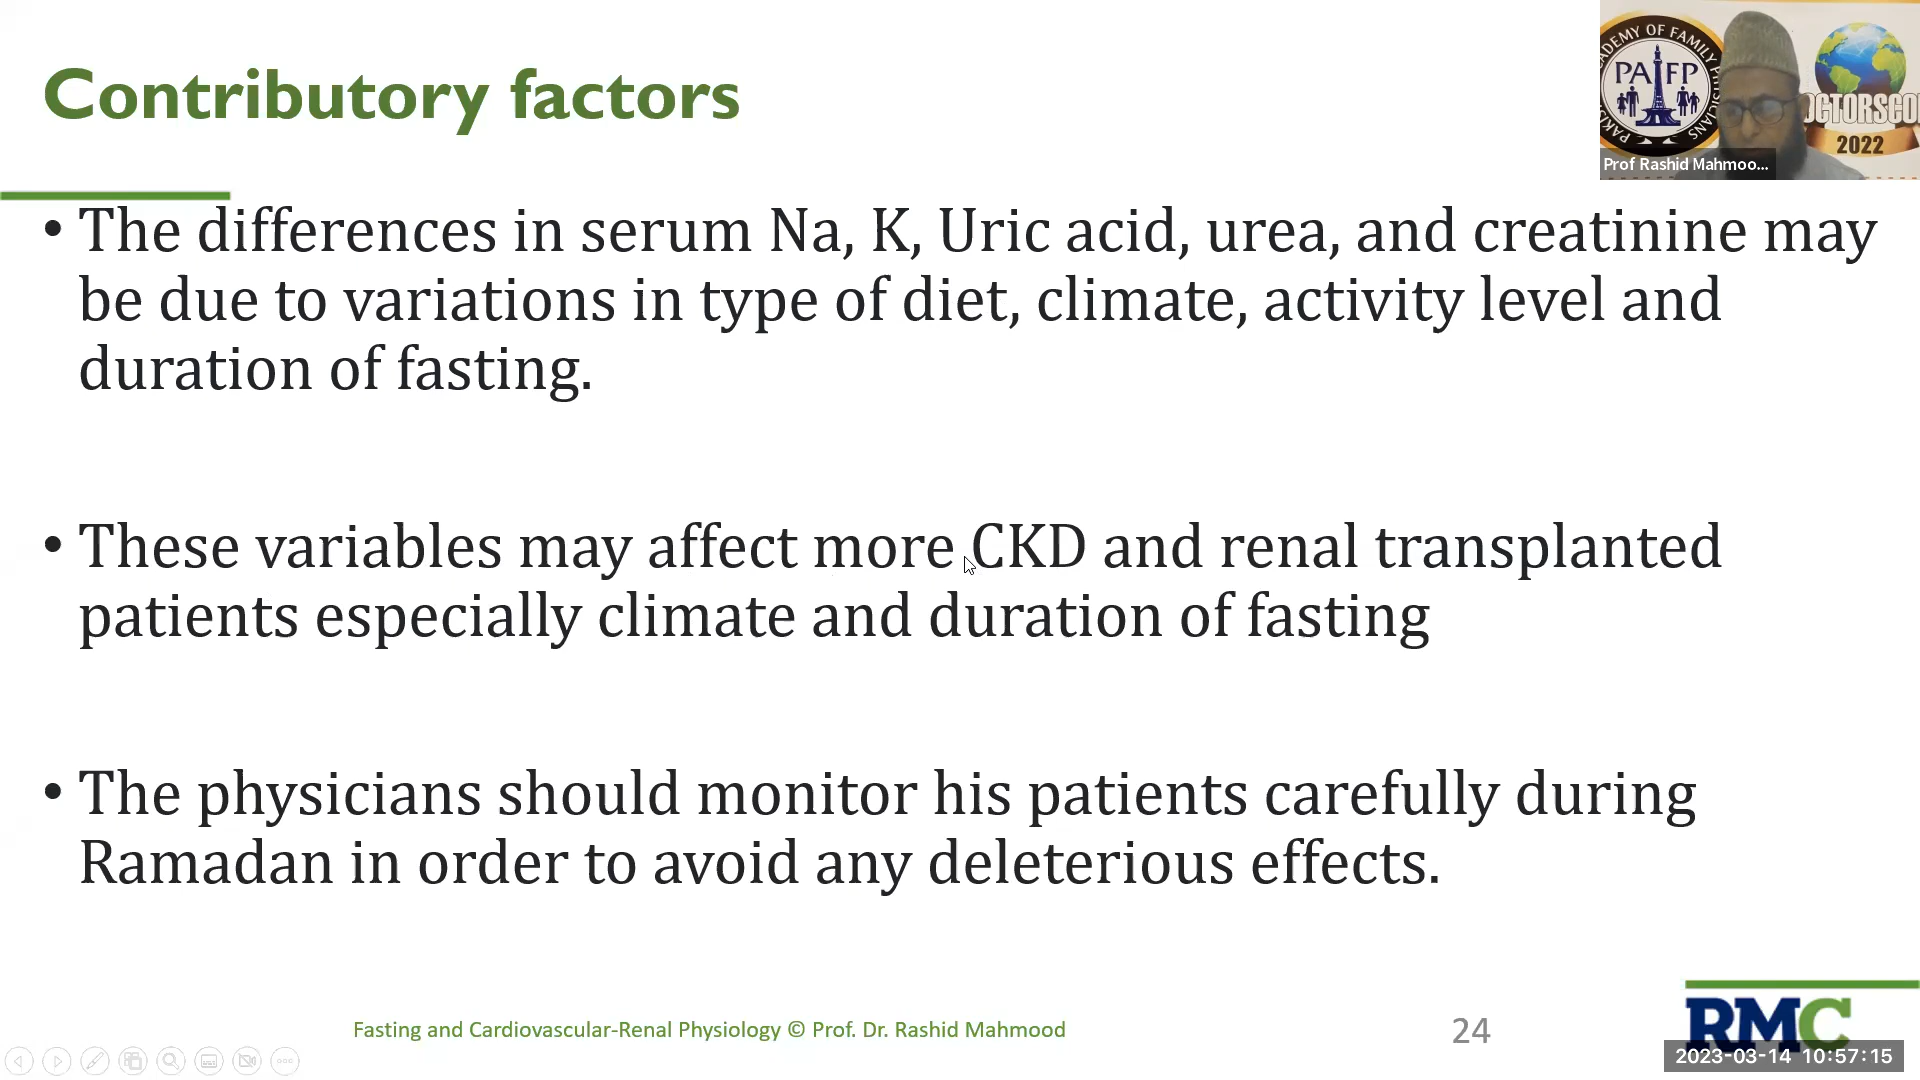 Contributory factors
• The differences in serum Na, K, Uric acid, urea, and creatinine may
be due to variations in type of diet, climate, activity level and
duration of fasting.
• These variables may affect more CKD and renal transplanted
patients especially climate and duration of fasting
• The physicians should monitor his patients carefully during
Ramadan in order to avoid any deleterious effects.
Fasting and Cardiovascular-Renal Physiology © Prof. Dr. Rashid Mahmood
24
RMC
2023-03-14 10:57:15
PAFP
2022
Prof Rashid Mahmoo...